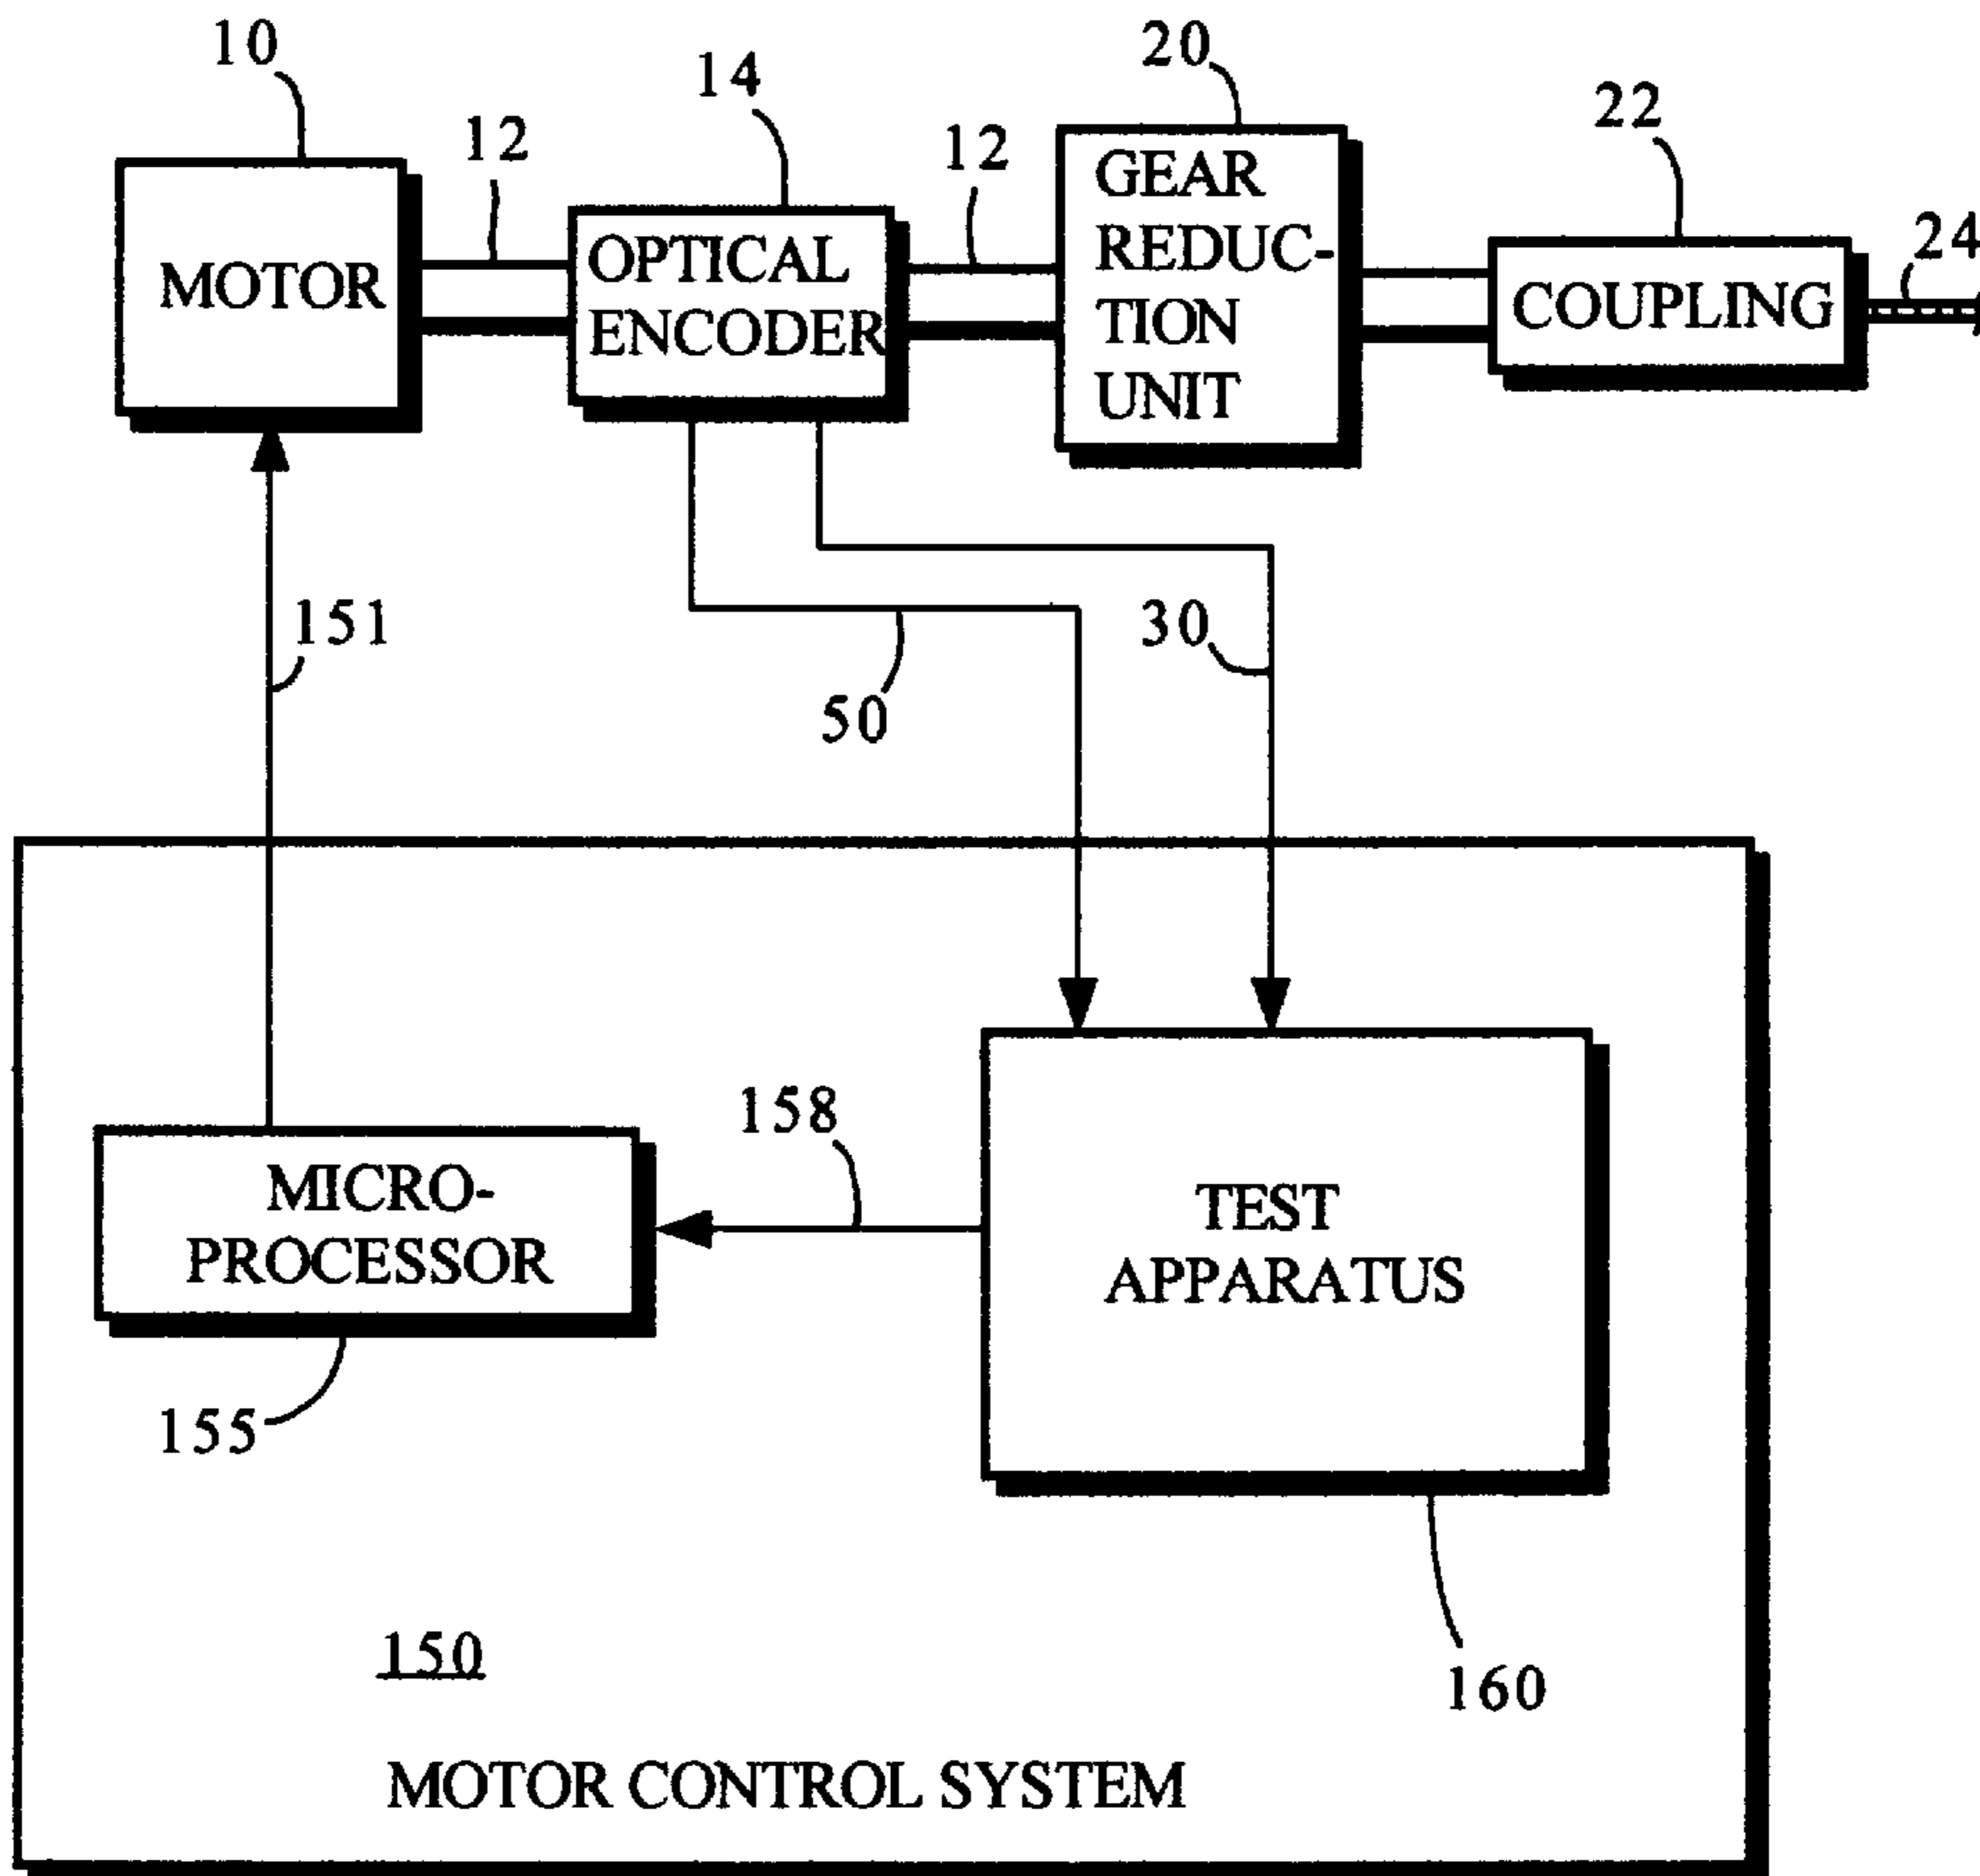 10
14
20
22
12
12
24
MOTOR
OPTICAL
ENCODER
GEAR
REDUC-
TION
UNIT
COUPLING
151
50
30
158
MICRO-
PROCESSOR
TEST
APPARATUS
155
160
150
MOTOR CONTROL SYSTEM